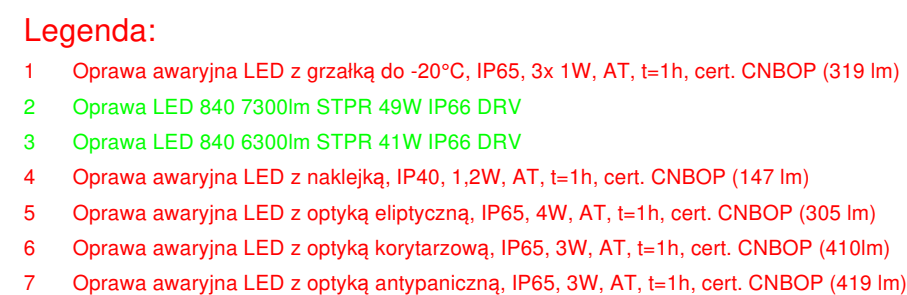 Legenda:
1 Oprawa awaryjna LED z grzałką do -20°C, IP65, 3x 1W, AT, t=1h, cert. CNBOP (319 lm)
2 Oprawa LED 840 7300lm STPR 49W IP66 DRV
3 Oprawa LED 840 6300lm STPR 41W IP66 DRV
4 Oprawa awaryjna LED z naklejką, IP40, 1,2W, AT, t=1h, cert. CNBOP (147 lm)
5 Oprawa awaryjna LED z optyką eliptyczną, IP65, 4W, AT, t=1h, cert. CNBOP (305 lm)
6 Oprawa awaryjna LED z optyką korytarzową, IP65, 3W, AT, t=1h, cert. CNBOP (410lm)
7 Oprawa awaryjna LED z optyką antypaniczną, IP65, 3W, AT, t=1h, cert. CNBOP (419 lm)